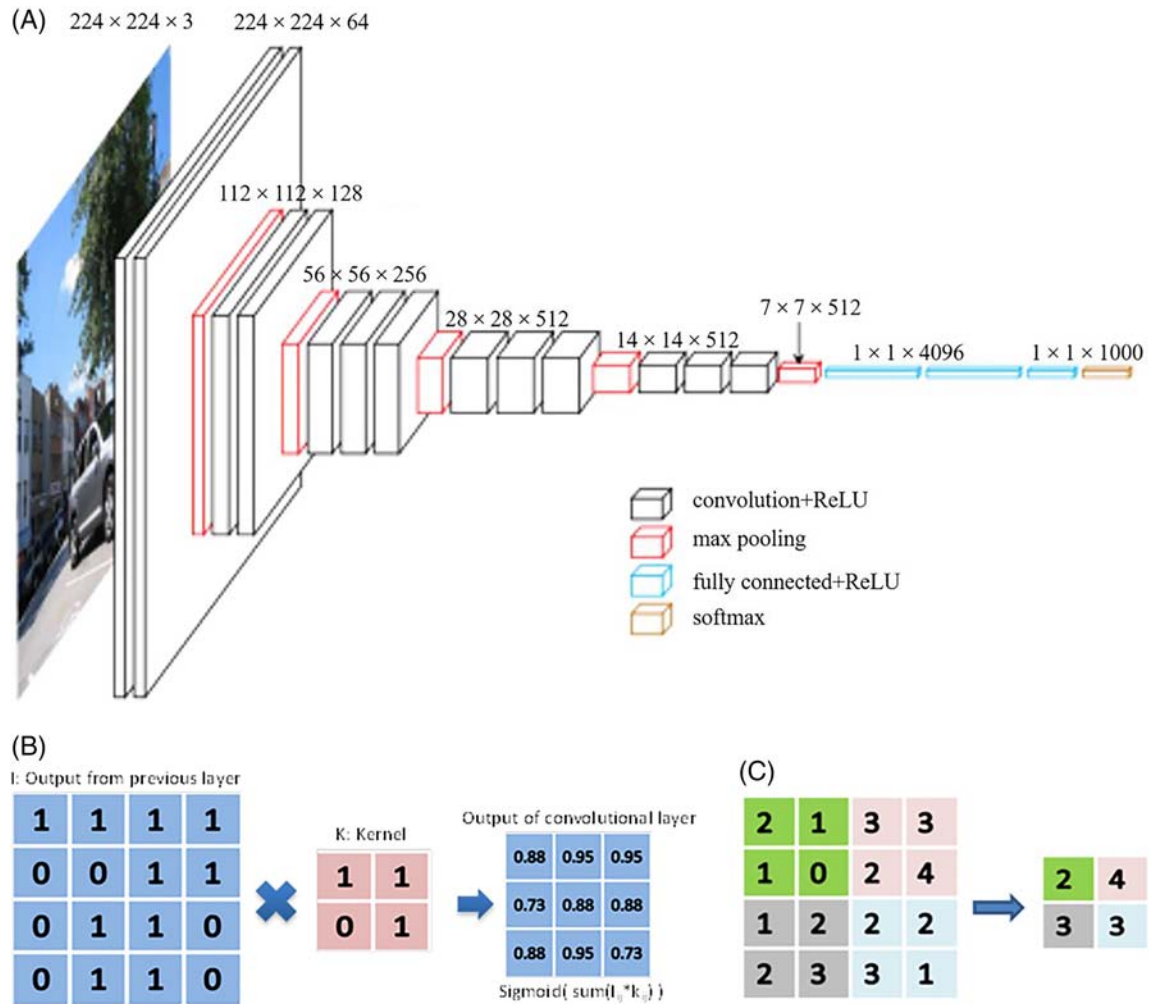 (A)
224 × 224 × 3 224 × 224 × 64
112 × 112 × 128
56 × 56 × 256
28 × 28 × 512
14 × 14 × 512
7 × 7 × 512
1 × 1 × 4096 1 × 1 × 1000
convolution+ReLU
max pooling
fully connected+ReLU
softmax
(B)
I: Output from previous layer
1 1 1 1
0 0 1 1
0 1 1 0
0 1 1 0
K: Kernel
1 1
0 1
Output of convolutional layer
0.88 0.95 0.95
0.73 0.88 0.88
0.88 0.95 0.73
Sigmoid( sum(Iij*kij) )
(C)
2 1 3 3
1 0 2 4
1 2 2 2
2 3 3 1
2 4
3 3